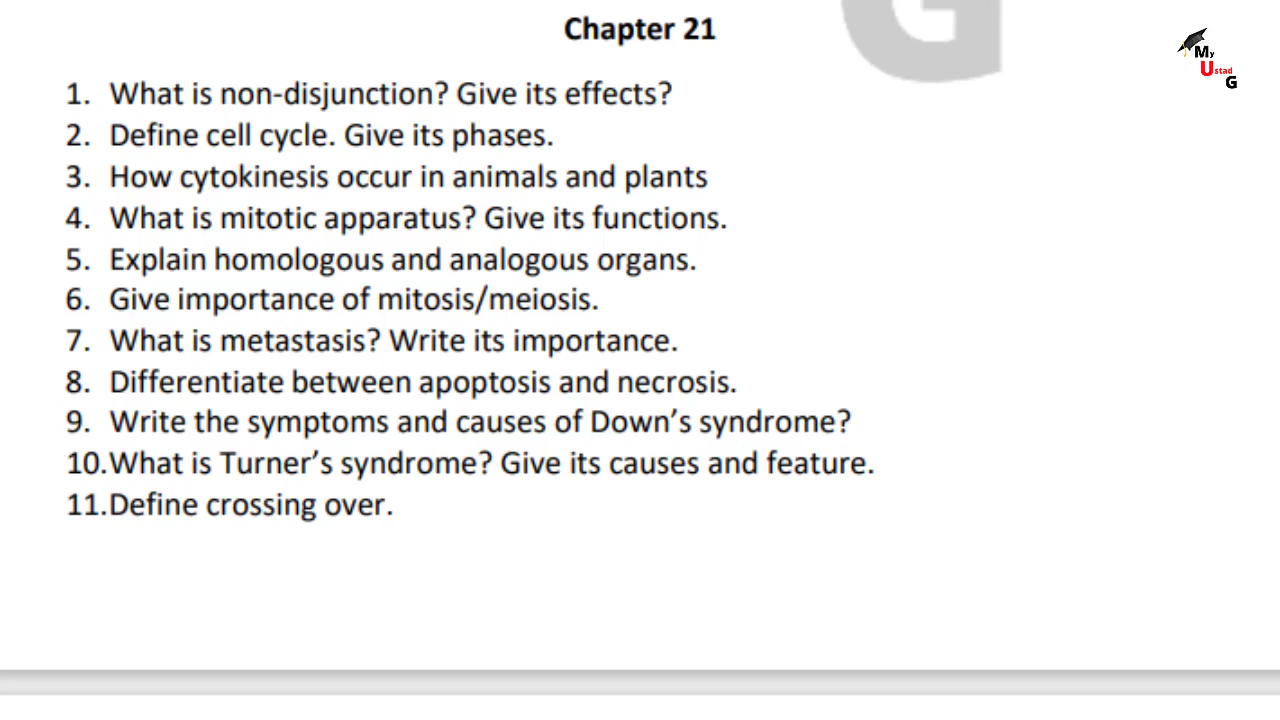 Chapter 21
G
My
Ustad
G
1. What is non-disjunction? Give its effects?
2. Define cell cycle. Give its phases.
3. How cytokinesis occur in animals and plants
4. What is mitotic apparatus? Give its functions.
5. Explain homologous and analogous organs.
6. Give importance of mitosis/meiosis.
7. What is metastasis? Write its importance.
8. Differentiate between apoptosis and necrosis.
9. Write the symptoms and causes of Down’s syndrome?
10.What is Turner’s syndrome? Give its causes and feature.
11.Define crossing over.